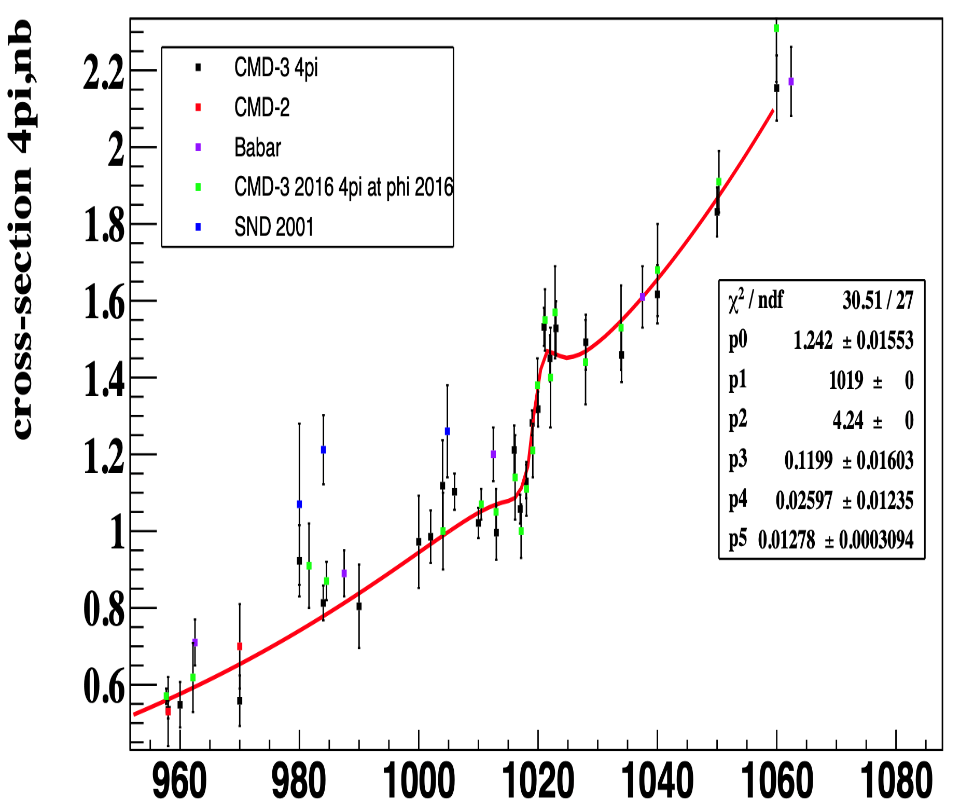 cross-section 4pi,nb
2.2
2
1.8
1.6
1.4
1.2
1
0.8
0.6
CMD-3 4pi
CMD-2
Babar
CMD-3 2016 4pi at phi 2016
SND 2001
χ² / ndf 30.51 / 27
p0 1.242 ± 0.01553
p1 1019 ± 0
p2 4.24 ± 0
p3 0.1199 ± 0.01603
p4 0.02597 ± 0.01235
p5 0.01278 ± 0.0003094
960 980 1000 1020 1040 1060 1080